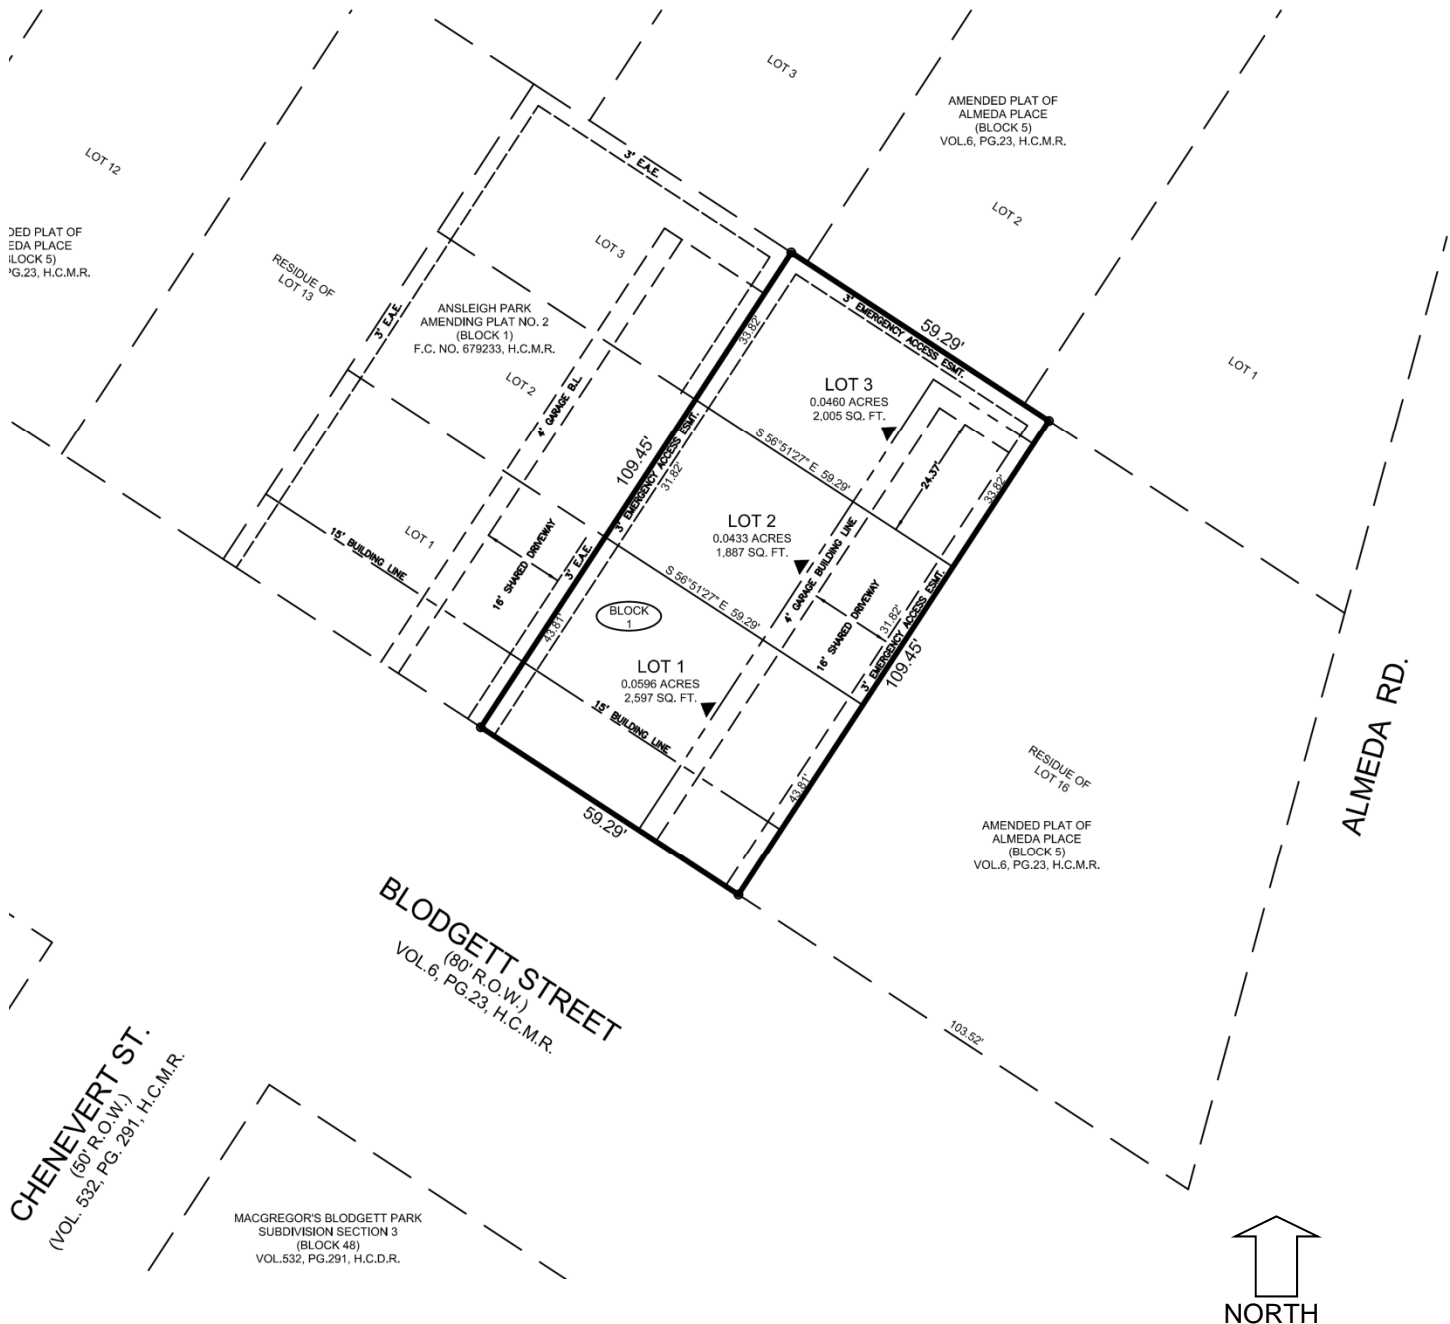 LOT 3
AMENDED PLAT OF
ALMEDA PLACE
(BLOCK 5)
VOL.6, PG.23, H.C.M.R.
LOT 12
3' E.A.E.
LOT 2
DED PLAT OF
EDA PLACE
BLOCK 5)
PG.23, H.C.M.R.
RESIDUE OF
LOT 13
LOT 3
ANSLEIGH PARK
AMENDING PLAT NO. 2
(BLOCK 1)
F.C. NO. 679233, H.C.M.R.
3' E.A.E.
LOT 2
4' GARAGE B.L.
LOT 1
15' BUILDING LINE
16' SHARED DRIVEWAY
3' E.A.E.
33.82'
3' EMERGENCY ACCESS ESMT.
59.29'
LOT 1
LOT 3
0.0460 ACRES
2,005 SQ. FT.
S 56°51'27" E 59.29'
24.37'
33.82'
109.45'
3' EMERGENCY ACCESS ESMT.
31.82'
LOT 2
0.0433 ACRES
1,887 SQ. FT.
4' GARAGE BUILDING LINE
16' SHARED DRIVEWAY
31.82'
3' EMERGENCY ACCESS ESMT.
109.45'
S 56°51'27" E 59.29'
BLOCK
1
43.81'
LOT 1
0.0596 ACRES
2,597 SQ. FT.
15' BUILDING LINE
43.81'
59.29'
RESIDUE OF
LOT 16
AMENDED PLAT OF
ALMEDA PLACE
(BLOCK 5)
VOL.6, PG.23, H.C.M.R.
ALMEDA RD.
BLODGETT STREET
(80' R.O.W.)
VOL.6, PG.23, H.C.M.R.
103.52'
CHENEVERT ST.
(50' R.O.W.)
(VOL. 532, PG. 291, H.C.M.R.
MACGREGOR'S BLODGETT PARK
SUBDIVISION SECTION 3
(BLOCK 48)
VOL.532, PG.291, H.C.D.R.
NORTH